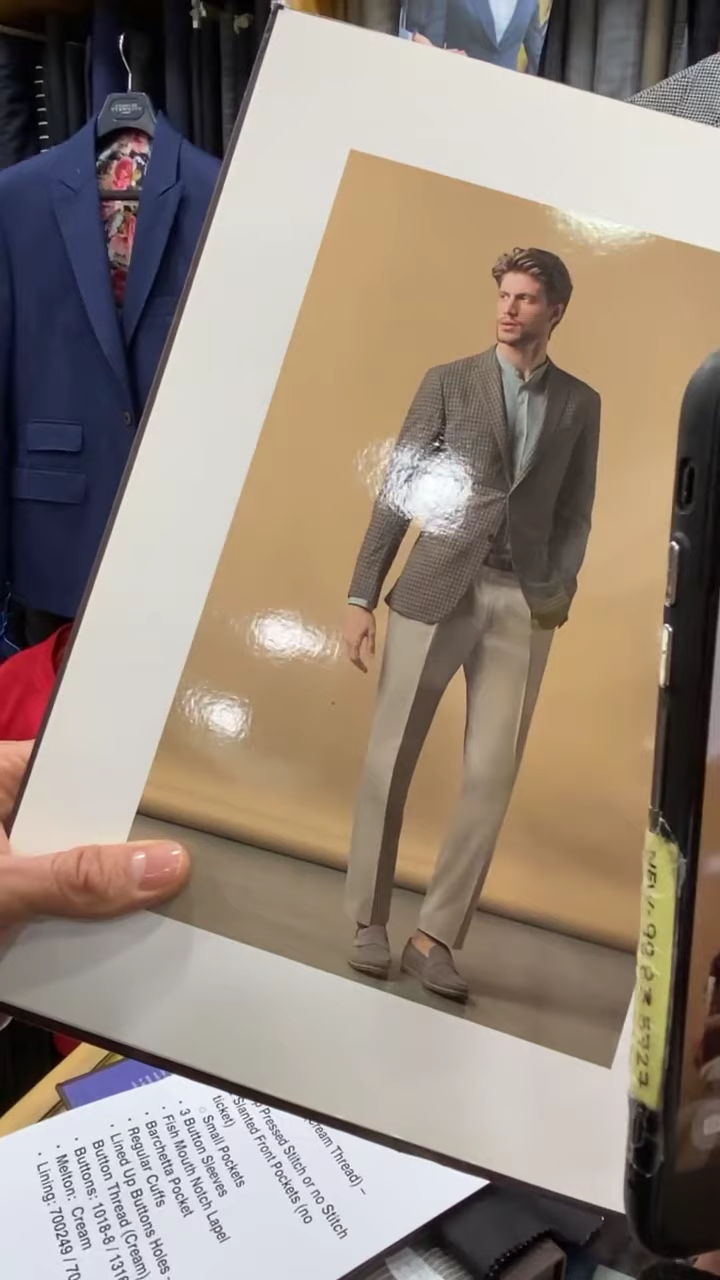 Cream Thread) –
Pressed Stitch or no Stitch
Slanted Front Pockets (no
ticket)
○ Small Pockets
• 3 Button Sleeves
• Fish Mouth Notch Lapel
• Barchetta Pocket
• Regular Cuffs
• Lined Up Buttons Holes -
Button Thread (Cream)
• Buttons: 1018-8 / 1318
• Melton: Cream
• Lining: 700249 / 70